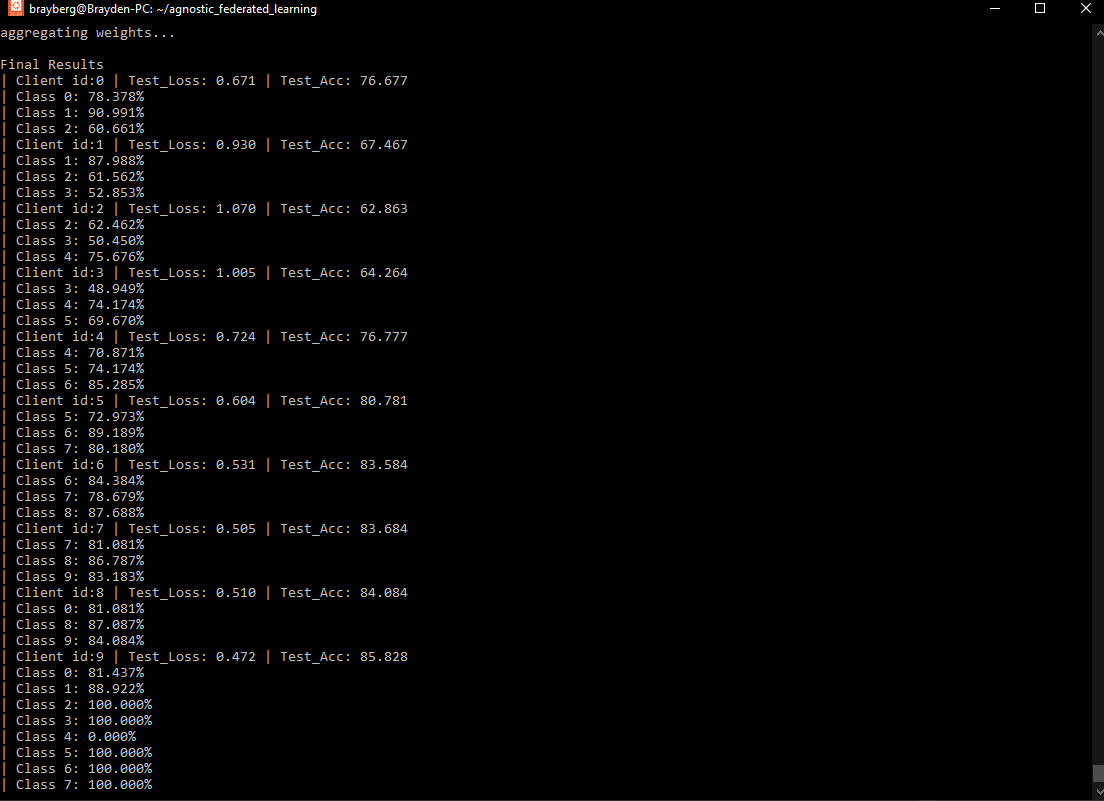 brayberg@Brayden-PC: ~/agnostic_federated_learning
aggregating weights...
Final Results
| Client id:0 | Test_Loss: 0.671 | Test_Acc: 76.677
| Class 0: 78.378%
| Class 1: 90.991%
| Class 2: 60.661%
| Client id:1 | Test_Loss: 0.930 | Test_Acc: 67.467
| Class 1: 87.988%
| Class 2: 61.562%
| Class 3: 52.853%
| Client id:2 | Test_Loss: 1.070 | Test_Acc: 62.863
| Class 2: 62.462%
| Class 3: 50.450%
| Class 4: 75.676%
| Client id:3 | Test_Loss: 1.005 | Test_Acc: 64.264
| Class 3: 48.949%
| Class 4: 74.174%
| Class 5: 69.670%
| Client id:4 | Test_Loss: 0.724 | Test_Acc: 76.777
| Class 4: 70.871%
| Class 5: 74.174%
| Class 6: 85.285%
| Client id:5 | Test_Loss: 0.604 | Test_Acc: 80.781
| Class 5: 72.973%
| Class 6: 89.189%
| Class 7: 80.180%
| Client id:6 | Test_Loss: 0.531 | Test_Acc: 83.584
| Class 6: 84.384%
| Class 7: 78.679%
| Class 8: 87.688%
| Client id:7 | Test_Loss: 0.505 | Test_Acc: 83.684
| Class 7: 81.081%
| Class 8: 86.787%
| Class 9: 83.183%
| Client id:8 | Test_Loss: 0.510 | Test_Acc: 84.084
| Class 0: 81.081%
| Class 8: 87.087%
| Class 9: 84.084%
| Client id:9 | Test_Loss: 0.472 | Test_Acc: 85.828
| Class 0: 81.437%
| Class 1: 88.922%
| Class 2: 100.000%
| Class 3: 100.000%
| Class 4: 0.000%
| Class 5: 100.000%
| Class 6: 100.000%
| Class 7: 100.000%